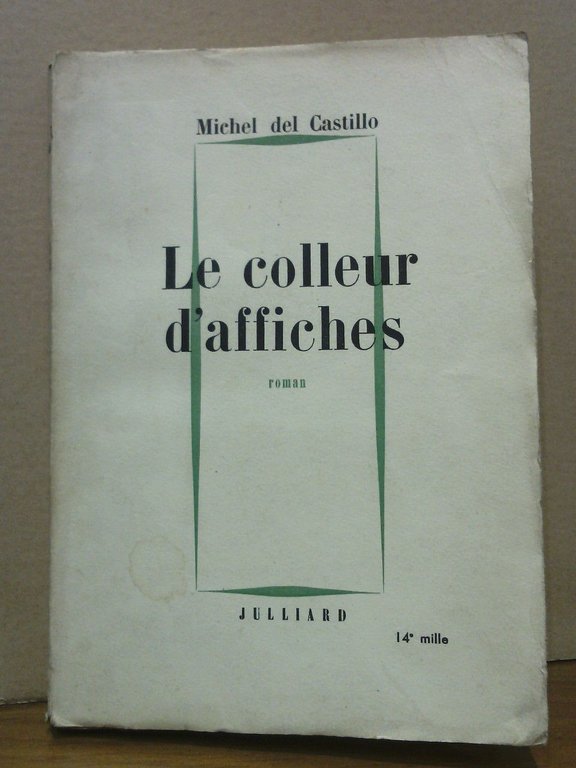 Michel del Castillo
Le colleur
d'affiches
roman
JULLIARD
14e mille